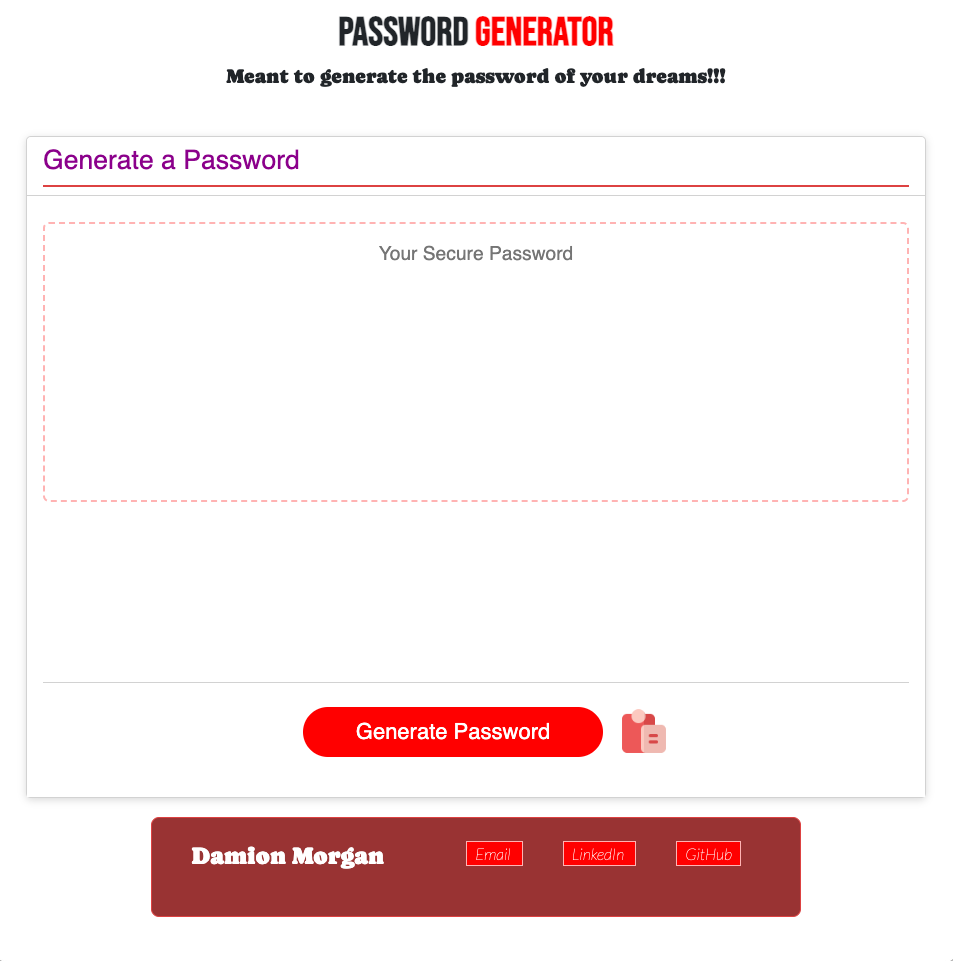 PASSWORD GENERATOR
Meant to generate the password of your dreams!!!
Generate a Password
Your Secure Password
Generate Password
Damion Morgan
Email
LinkedIn
GitHub